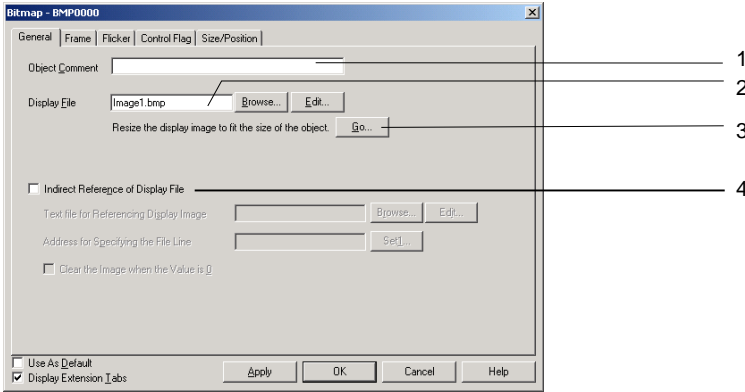 Bitmap - BMP0000
General Frame Flicker Control Flag Size/Position
Object Comment 1
2
Display File Image1.bmp Browse... Edit...
Resize the display image to fit the size of the object. Go... 3
Indirect Reference of Display File 4
Text file for Referencing Display Image Browse... Edit...
Address for Specifying the File Line Set1...
Clear the Image when the Value is 0
Use As Default
Display Extension Tabs
Apply OK Cancel Help